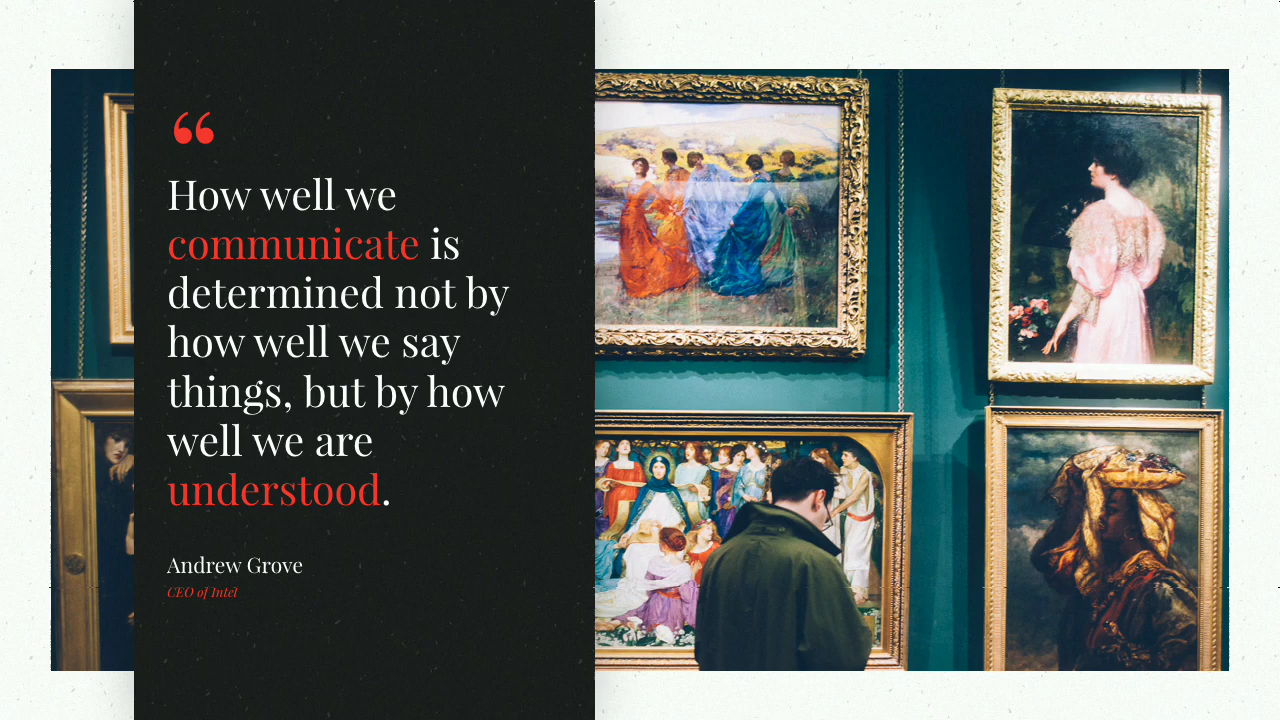 “
How well we
communicate is
determined not by
how well we say
things, but by how
well we are
understood.
Andrew Grove
CEO of Intel